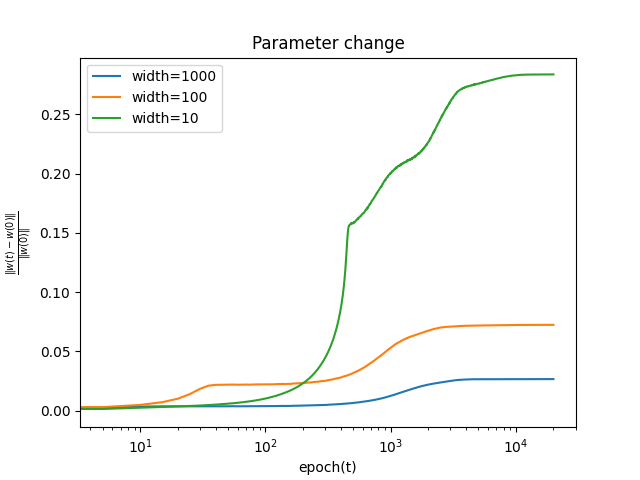 Parameter change
width=1000
width=100
width=10
0.25
0.20
0.15
0.10
0.05
0.00
‖w(t) − w(0)‖
‖w(0)‖
10¹ 10² 10³ 10⁴
epoch(t)